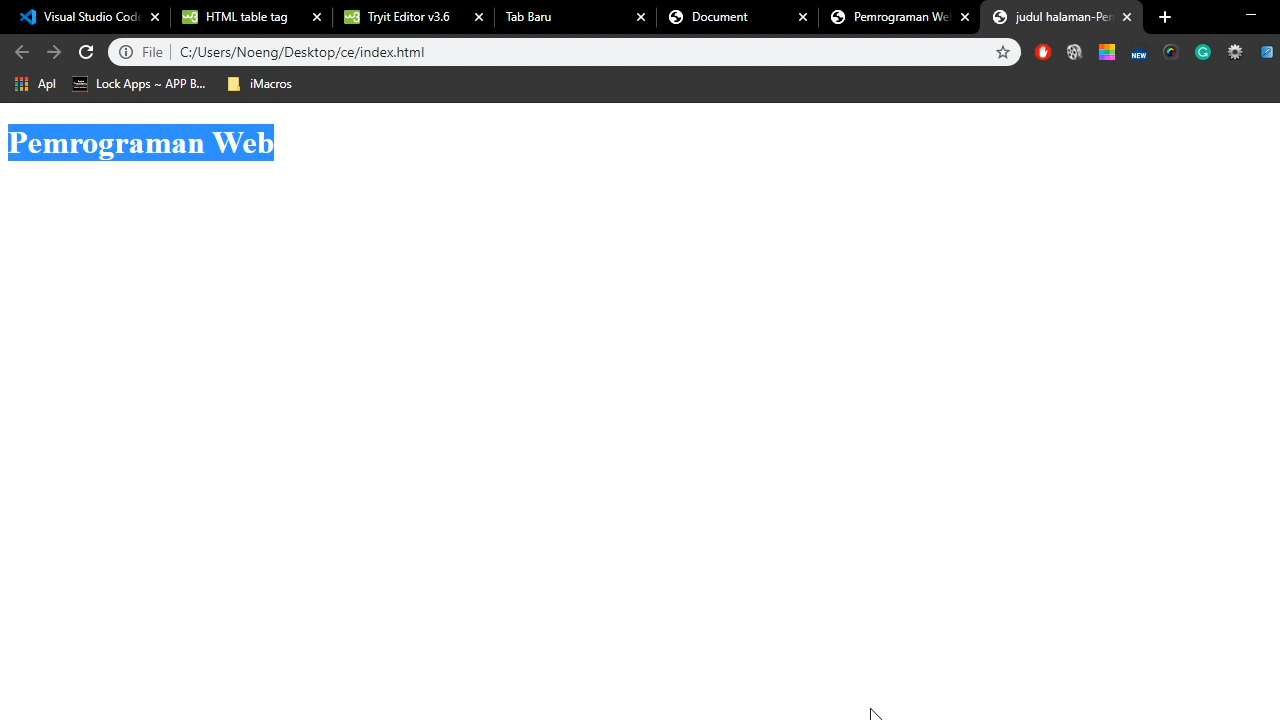 Visual Studio Code
HTML table tag
Tryit Editor v3.6
Tab Baru
Document
Pemrograman We
judul halaman-Pen
File
C:/Users/Noeng/Desktop/ce/index.html
NEW
Apl
Lock Apps ~ APP B...
iMacros
Pemrograman Web